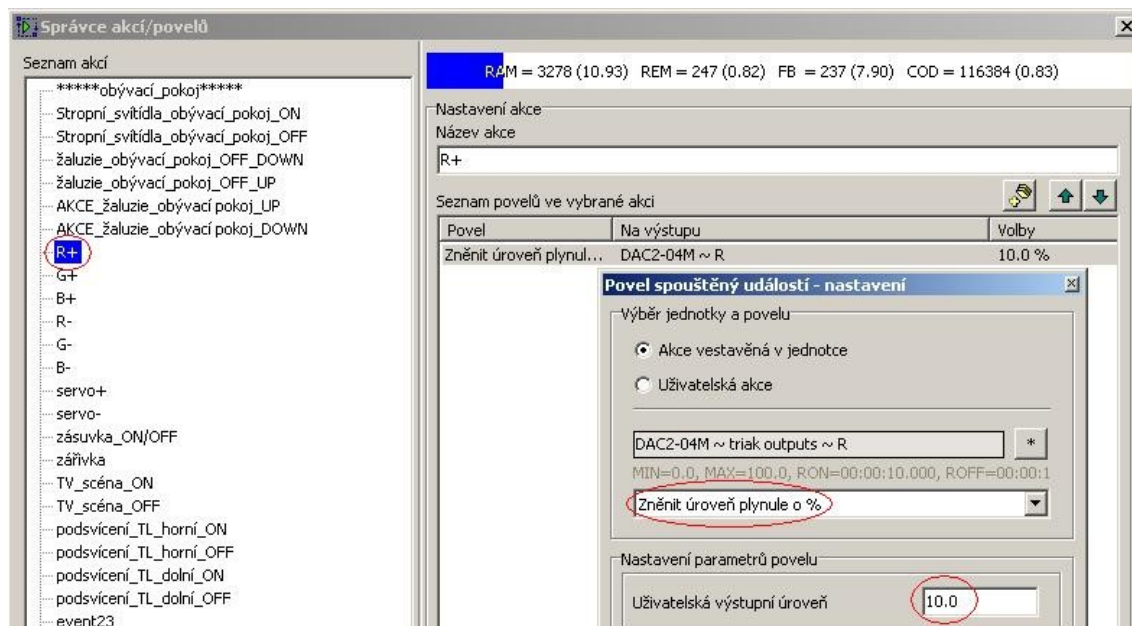 Správce akcí/povelů
Seznam akcí
*****obývací_pokoj*****
Stropní_svítídla_obývací_pokoj_ON
Stropní_svítídla_obývací_pokoj_OFF
žaluzie_obývací_pokoj_OFF_DOWN
žaluzie_obývací_pokoj_OFF_UP
AKCE_žaluzie_obývací pokoj_UP
AKCE_žaluzie_obývací pokoj_DOWN
R+
G+
B+
R-
G-
B-
servo+
servo-
zásuvka_ON/OFF
zářivka
TV_scéna_ON
TV_scéna_OFF
podsvícení_TL_horní_ON
podsvícení_TL_horní_OFF
podsvícení_TL_dolní_ON
podsvícení_TL_dolní_OFF
event23
RAM = 3278 (10.93) REM = 247 (0.82) FB = 237 (7.90) COD = 116384 (0.83)
Nastavení akce
Název akce
R+
Seznam povelů ve vybrané akci
Povel Na výstupu Volby
Zněnit úroveň plynul... DAC2-04M ~ R 10.0 %
Povel spouštěný událostí - nastavení
Výběr jednotky a povelu
Akce vestavěná v jednotce
Uživatelská akce
DAC2-04M ~ triak outputs ~ R *
MIN=0.0, MAX=100.0, RON=00:00:10.000, ROFF=00:00:1
Zněnit úroveň plynule o %
Nastavení parametrů povelu
Uživatelská výstupní úroveň 10.0